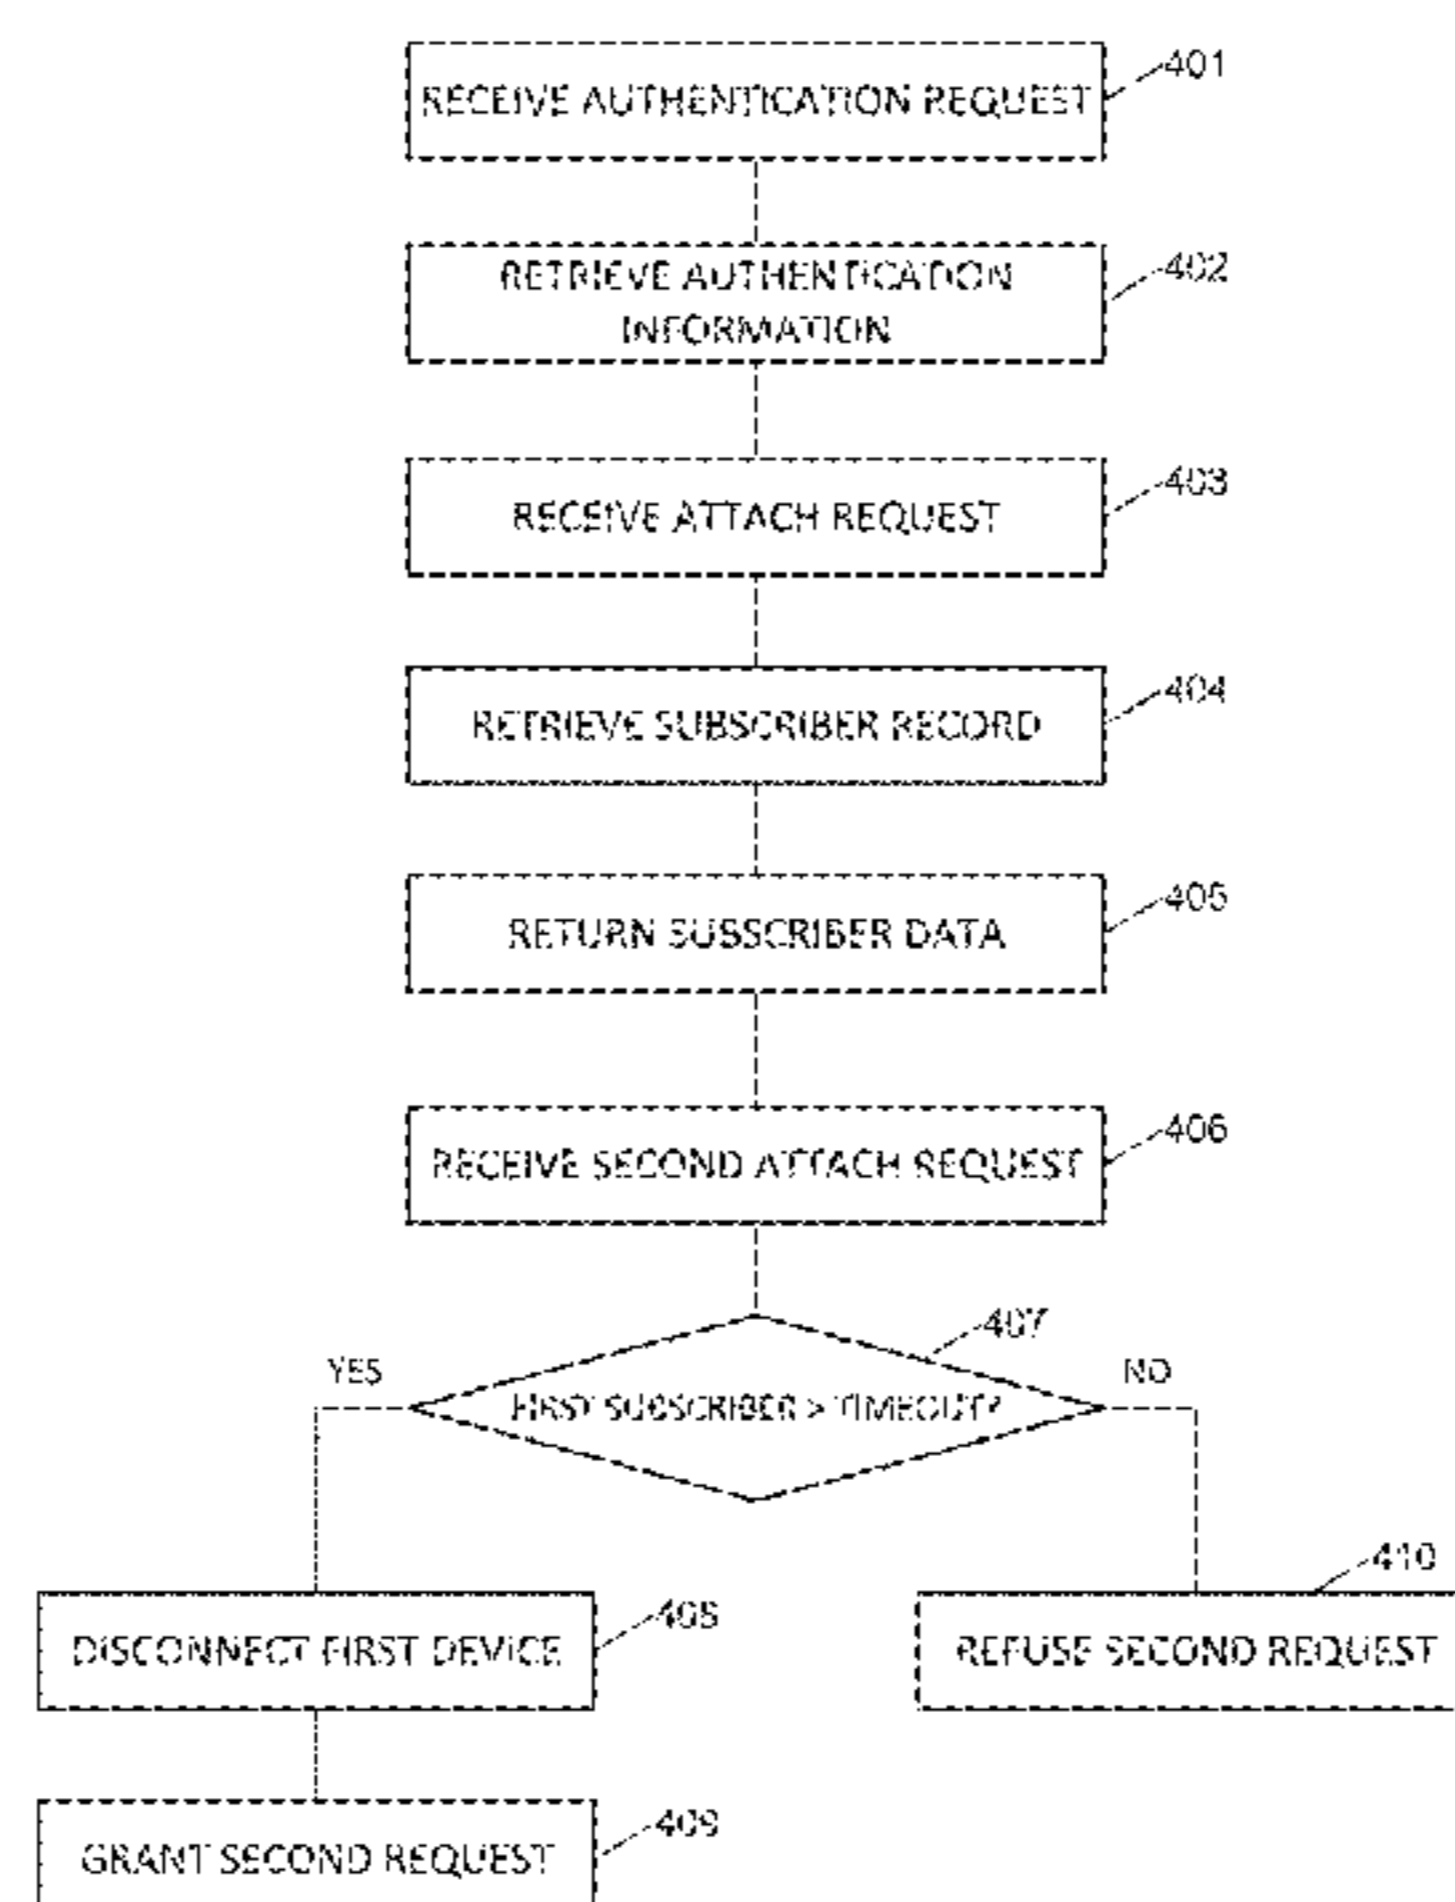 401
RECEIVE AUTHENTICATION REQUEST
402
RETRIEVE AUTHENTICATION
INFORMATION
403
RECEIVE ATTACH REQUEST
404
RETRIEVE SUBSCRIBER RECORD
405
RETURN SUBSCRIBER DATA
406
RECEIVE SECOND ATTACH REQUEST
407
YES
NO
FIRST SUBSCRIBER > TIMEOUT?
410
408
DISCONNECT FIRST DEVICE
REFUSE SECOND REQUEST
409
GRANT SECOND REQUEST